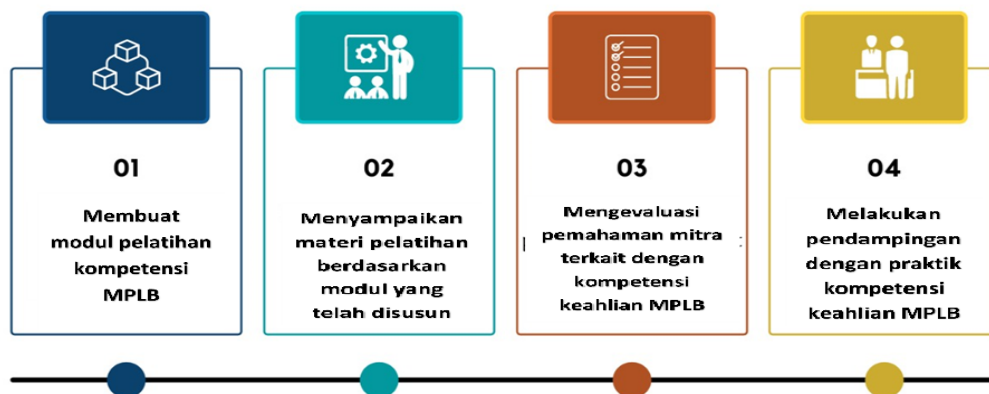 01
Membuat
modul pelatihan
kompetensi
MPLB
02
Menyampaikan
materi pelatihan
berdasarkan
modul yang
telah disusun
03
Mengevaluasi
pemahaman mitra
terkait dengan
kompetensi
keahlian MPLB
04
Melakukan
pendampingan
dengan praktik
kompetensi
keahlian MPLB